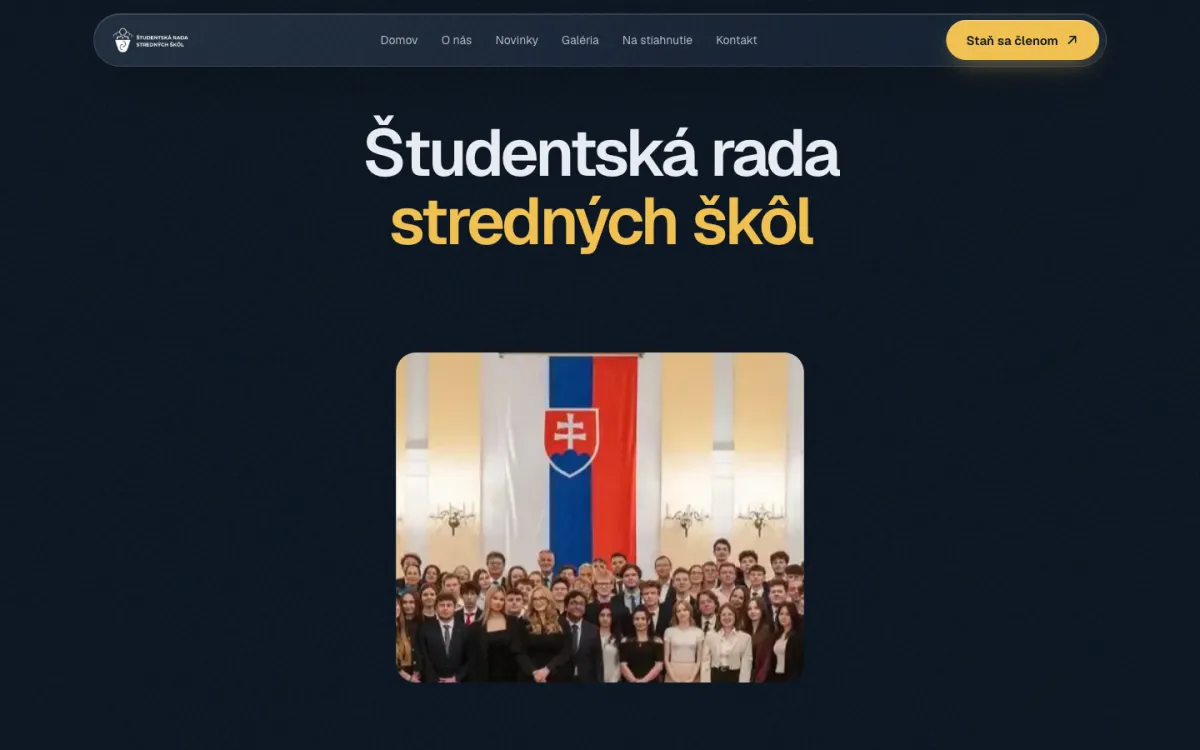 ŠTUDENTSKÁ RADA
STREDNÝCH ŠKÔL
Domov
O nás
Novinky
Galéria
Na stiahnutie
Kontakt
Staň sa členom
Študentská rada
stredných škôl